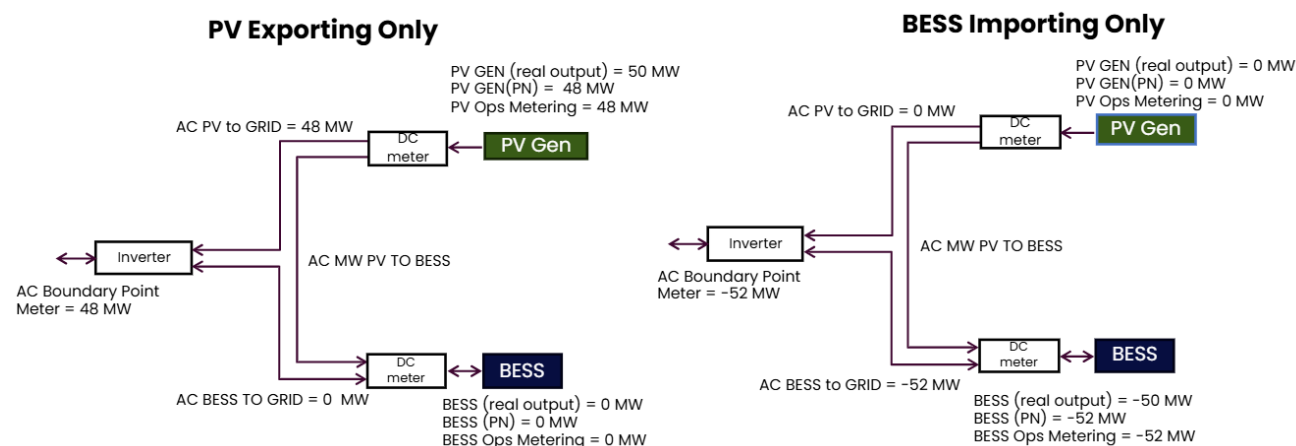 PV Exporting Only
PV GEN (real output) = 50 MW
PV GEN(PN) = 48 MW
PV Ops Metering = 48 MW
AC PV to GRID = 48 MW
DC
meter
PV Gen
Inverter
AC MW PV TO BESS
AC Boundary Point
Meter = 48 MW
DC
meter
BESS
AC BESS TO GRID = 0 MW
BESS (real output) = 0 MW
BESS (PN) = 0 MW
BESS Ops Metering = 0 MW
BESS Importing Only
PV GEN (real output) = 0 MW
PV GEN(PN) = 0 MW
PV Ops Metering = 0 MW
AC PV to GRID = 0 MW
DC
meter
PV Gen
Inverter
AC MW PV TO BESS
AC Boundary Point
Meter = -52 MW
DC
meter
BESS
AC BESS to GRID = -52 MW
BESS (real output) = -50 MW
BESS (PN) = -52 MW
BESS Ops Metering = -52 MW